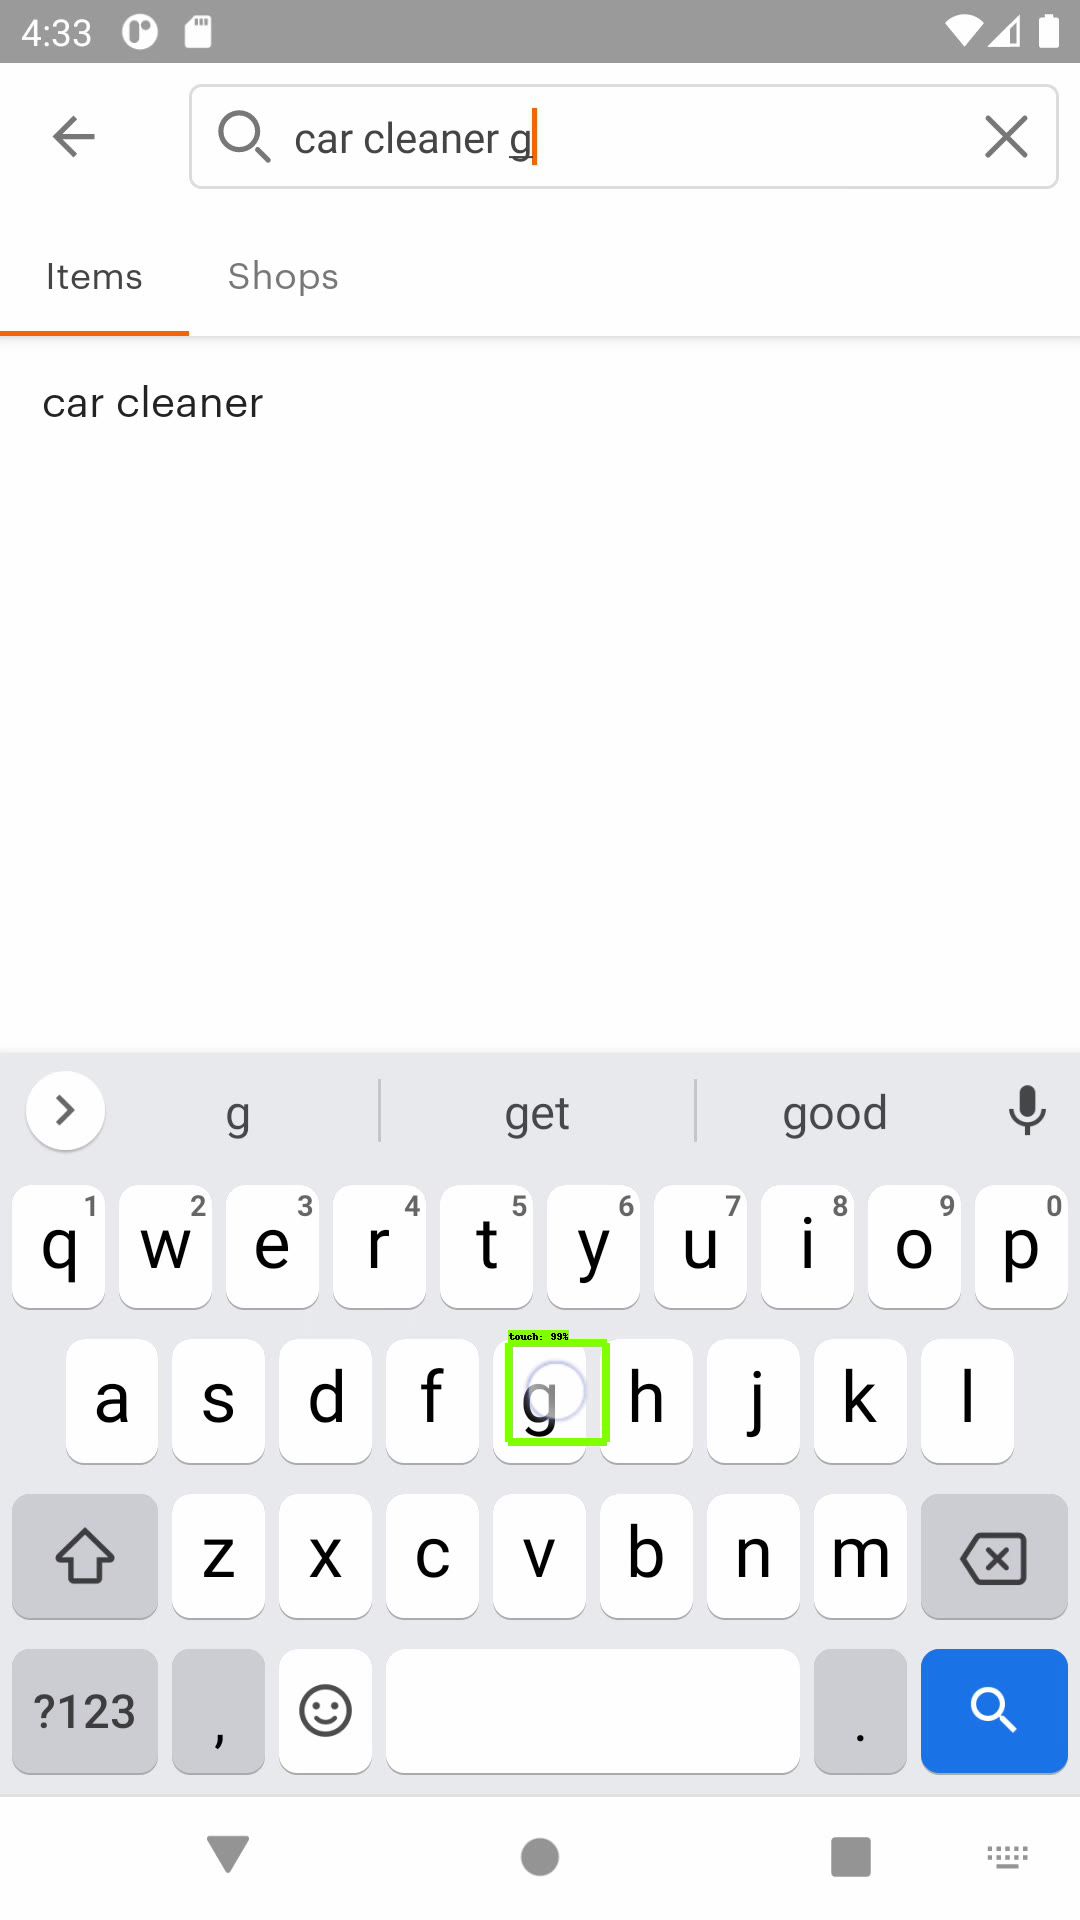 4:33
car cleaner g
Items Shops
car cleaner
g get good
1 2 3 4 5 6 7 8 9 0
q w e r t y u i o p
touch: 99%
a s d f g h j k l
z x c v b n m
?123 , .